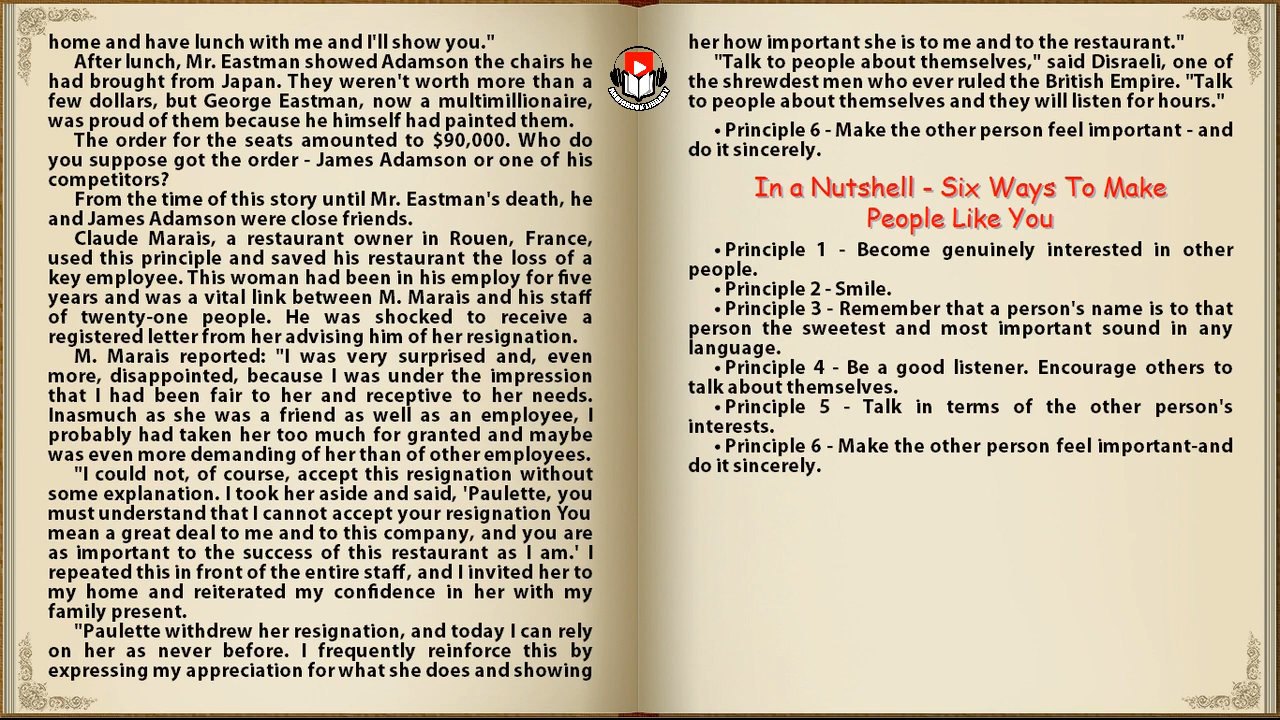 home and have lunch with me and I'll show you."
After lunch, Mr. Eastman showed Adamson the chairs he
had brought from Japan. They weren't worth more than a
few dollars, but George Eastman, now a multimillionaire,
was proud of them because he himself had painted them.
The order for the seats amounted to $90,000. Who do
you suppose got the order - James Adamson or one of his
competitors?
From the time of this story until Mr. Eastman's death, he
and James Adamson were close friends.
Claude Marais, a restaurant owner in Rouen, France,
used this principle and saved his restaurant the loss of a
key employee. This woman had been in his employ for five
years and was a vital link between M. Marais and his staff
of twenty-one people. He was shocked to receive a
registered letter from her advising him of her resignation.
M. Marais reported: "I was very surprised and, even
more, disappointed, because I was under the impression
that I had been fair to her and receptive to her needs.
Inasmuch as she was a friend as well as an employee, I
probably had taken her too much for granted and maybe
was even more demanding of her than of other employees.
"I could not, of course, accept this resignation without
some explanation. I took her aside and said, 'Paulette, you
must understand that I cannot accept your resignation You
mean a great deal to me and to this company, and you are
as important to the success of this restaurant as I am.' I
repeated this in front of the entire staff, and I invited her to
my home and reiterated my confidence in her with my
family present.
"Paulette withdrew her resignation, and today I can rely
on her as never before. I frequently reinforce this by
expressing my appreciation for what she does and showing
her how important she is to me and to the restaurant."
"Talk to people about themselves," said Disraeli, one of
the shrewdest men who ever ruled the British Empire. "Talk
to people about themselves and they will listen for hours."
• Principle 6 - Make the other person feel important - and
do it sincerely.
In a Nutshell - Six Ways To Make
People Like You
• Principle 1 - Become genuinely interested in other
people.
• Principle 2 - Smile.
• Principle 3 - Remember that a person's name is to that
person the sweetest and most important sound in any
language.
• Principle 4 - Be a good listener. Encourage others to
talk about themselves.
• Principle 5 - Talk in terms of the other person's
interests.
• Principle 6 - Make the other person feel important-and
do it sincerely.